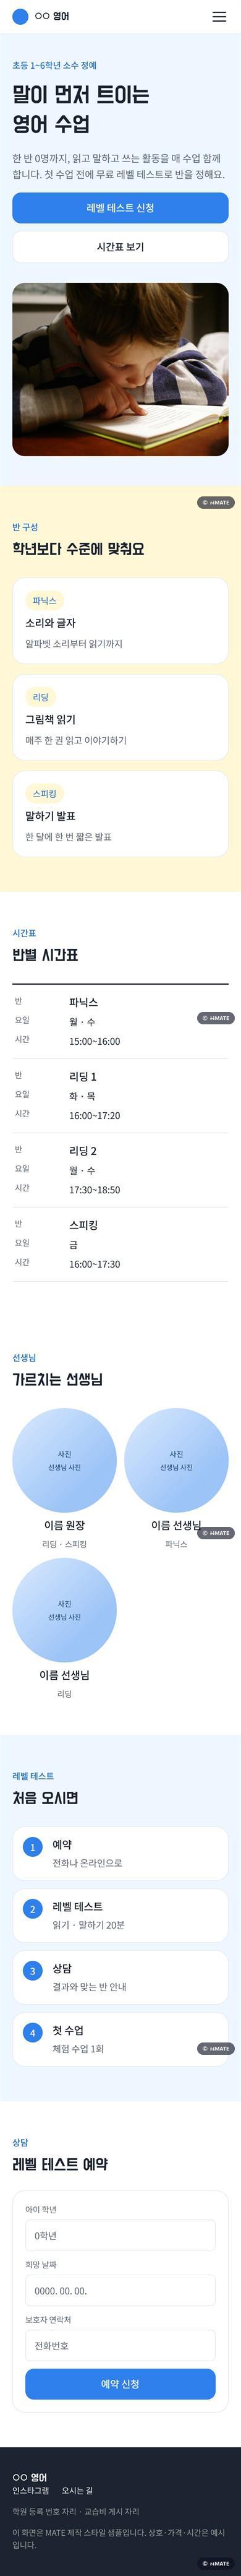 ○○ 영어
초등 1~6학년 소수 정예
말이 먼저 트이는
영어 수업
한 반 0명까지, 읽고 말하고 쓰는 활동을 매 수업 함께
합니다. 첫 수업 전에 무료 레벨 테스트로 반을 정해요.
레벨 테스트 신청
시간표 보기
© MATE
반 구성
학년보다 수준에 맞춰요
파닉스
소리와 글자
알파벳 소리부터 읽기까지
리딩
그림책 읽기
매주 한 권 읽고 이야기하기
스피킹
말하기 발표
한 달에 한 번 짧은 발표
시간표
반별 시간표
반 파닉스
© MATE
요일 월 · 수
시간 15:00~16:00
반 리딩 1
요일 화 · 목
시간 16:00~17:20
반 리딩 2
요일 월 · 수
시간 17:30~18:50
반 스피킹
요일 금
시간 16:00~17:30
선생님
가르치는 선생님
사진
선생님 사진
이름 원장
리딩 · 스피킹
사진
선생님 사진
이름 선생님
© MATE
파닉스
사진
선생님 사진
이름 선생님
리딩
레벨 테스트
처음 오시면
1 예약
전화나 온라인으로
2 레벨 테스트
읽기 · 말하기 20분
3 상담
결과와 맞는 반 안내
4 첫 수업
체험 수업 1회
© MATE
상담
레벨 테스트 예약
아이 학년
0학년
희망 날짜
0000. 00. 00.
보호자 연락처
전화번호
예약 신청
○○ 영어
인스타그램 오시는 길
학원 등록 번호 자리 · 교습비 게시 자리
이 화면은 MATE 제작 스타일 샘플입니다. 상호·가격·시간은 예시
입니다.
© MATE